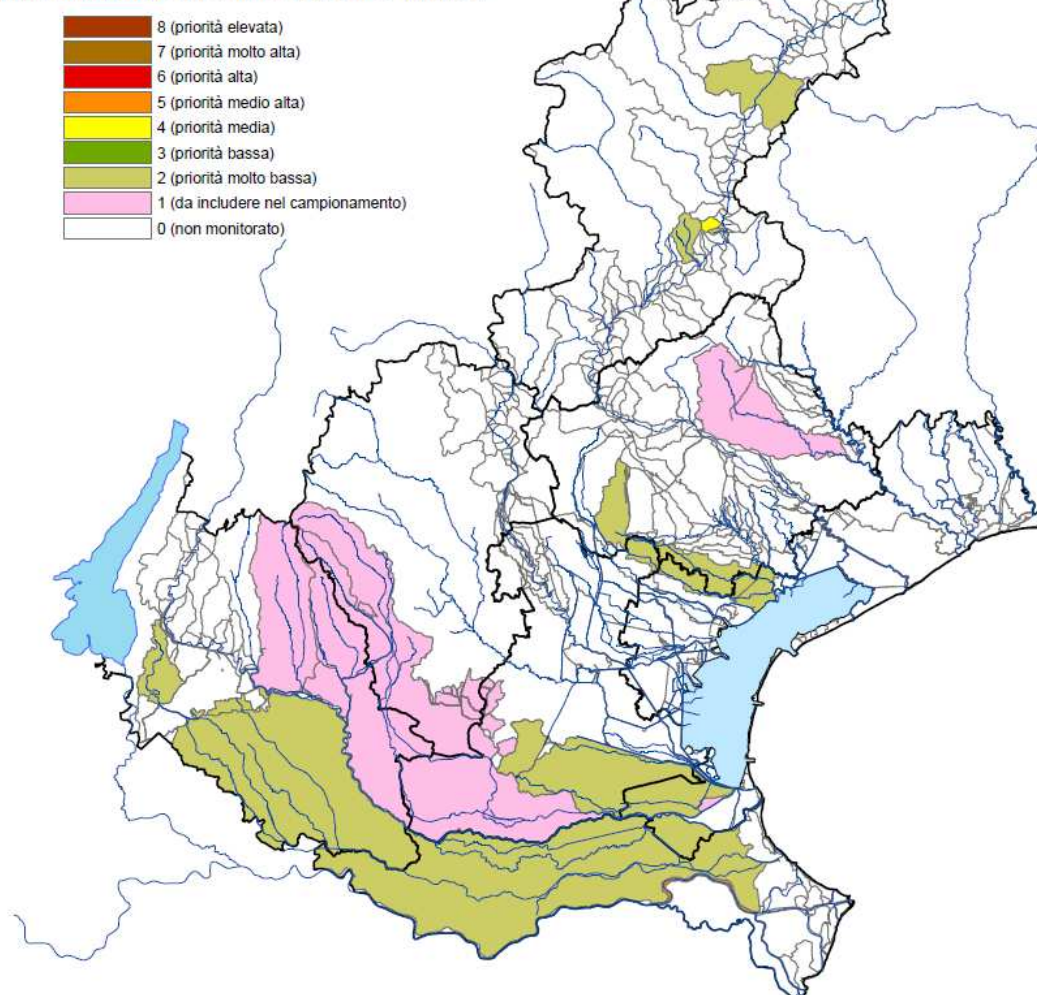 8 (priorità elevata)
7 (priorità molto alta)
6 (priorità alta)
5 (priorità medio alta)
4 (priorità media)
3 (priorità bassa)
2 (priorità molto bassa)
1 (da includere nel campionamento)
0 (non monitorato)